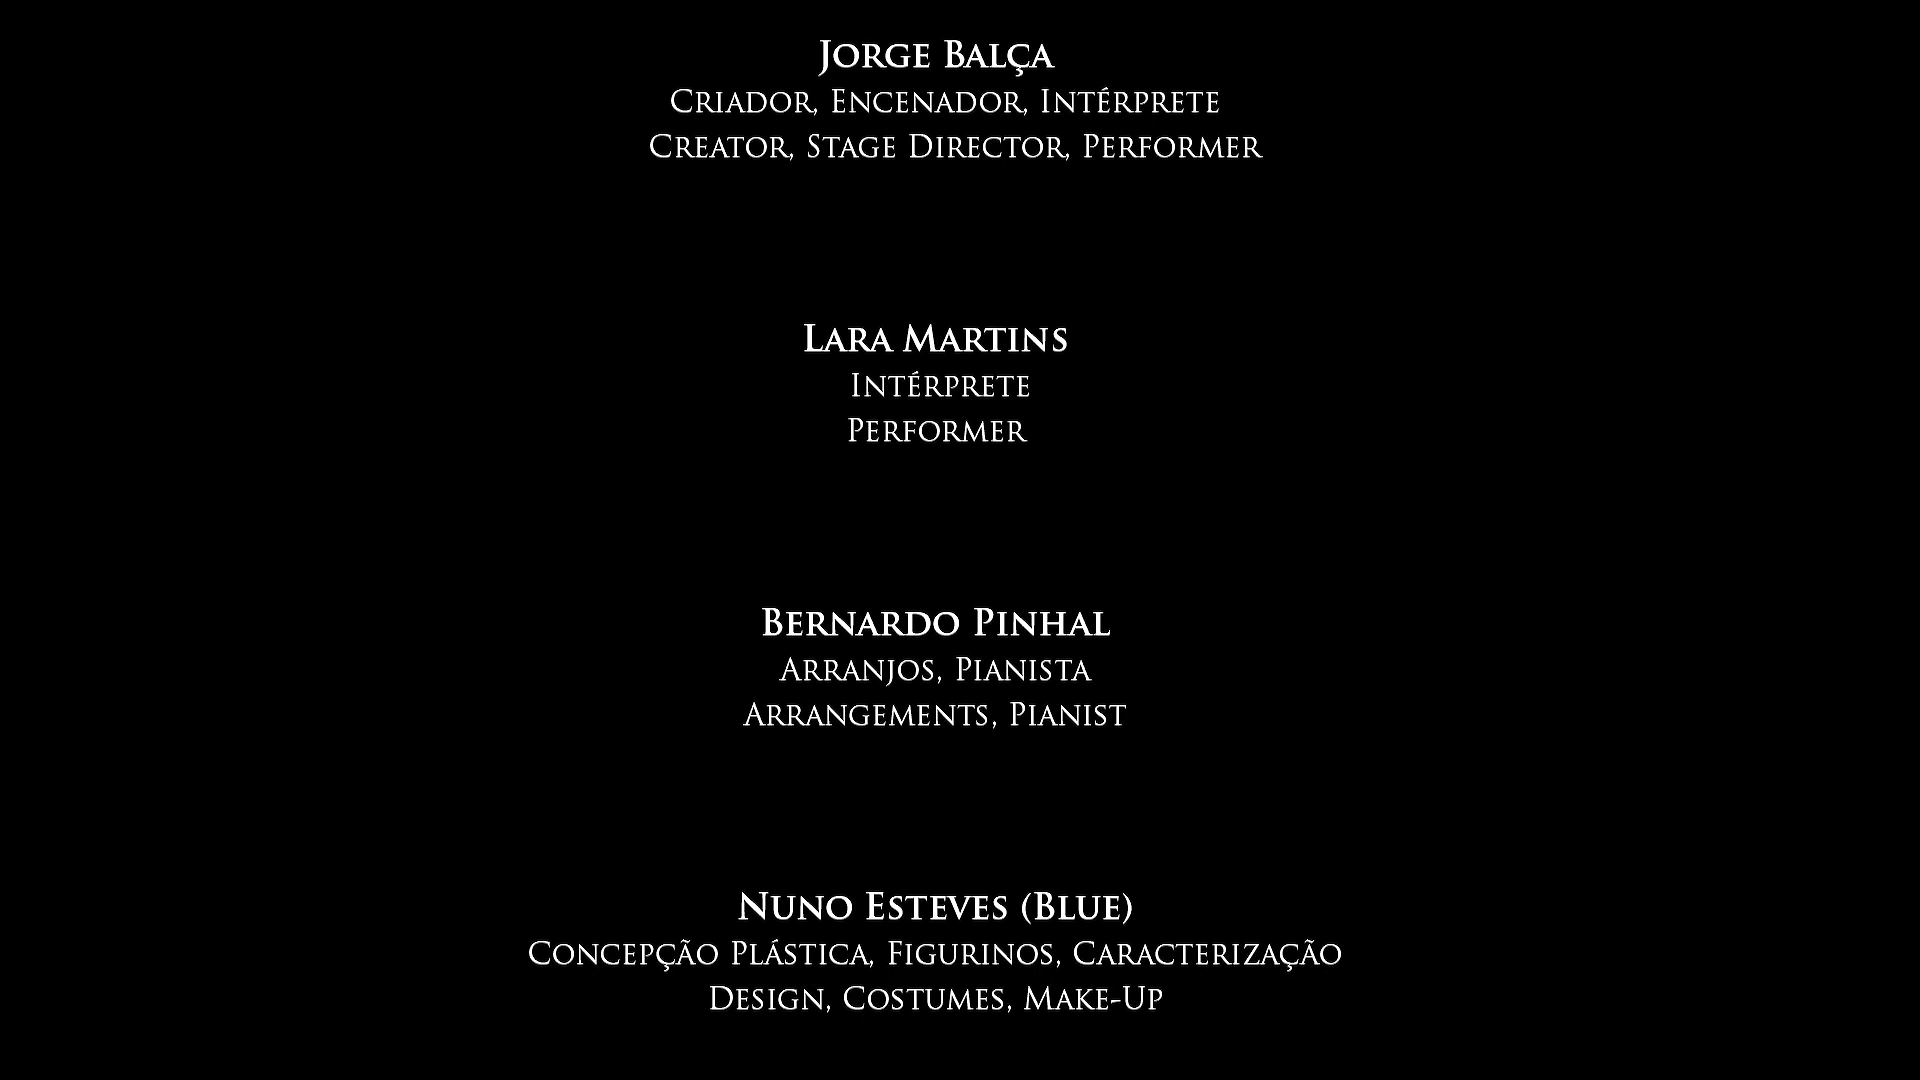 Jorge Balça
Criador, Encenador, Intérprete
Creator, Stage Director, Performer
Lara Martins
Intérprete
Performer
Bernardo Pinhal
Arranjos, Pianista
Arrangements, Pianist
Nuno Esteves (Blue)
Concepção Plástica, Figurinos, Caracterização
Design, Costumes, Make-Up